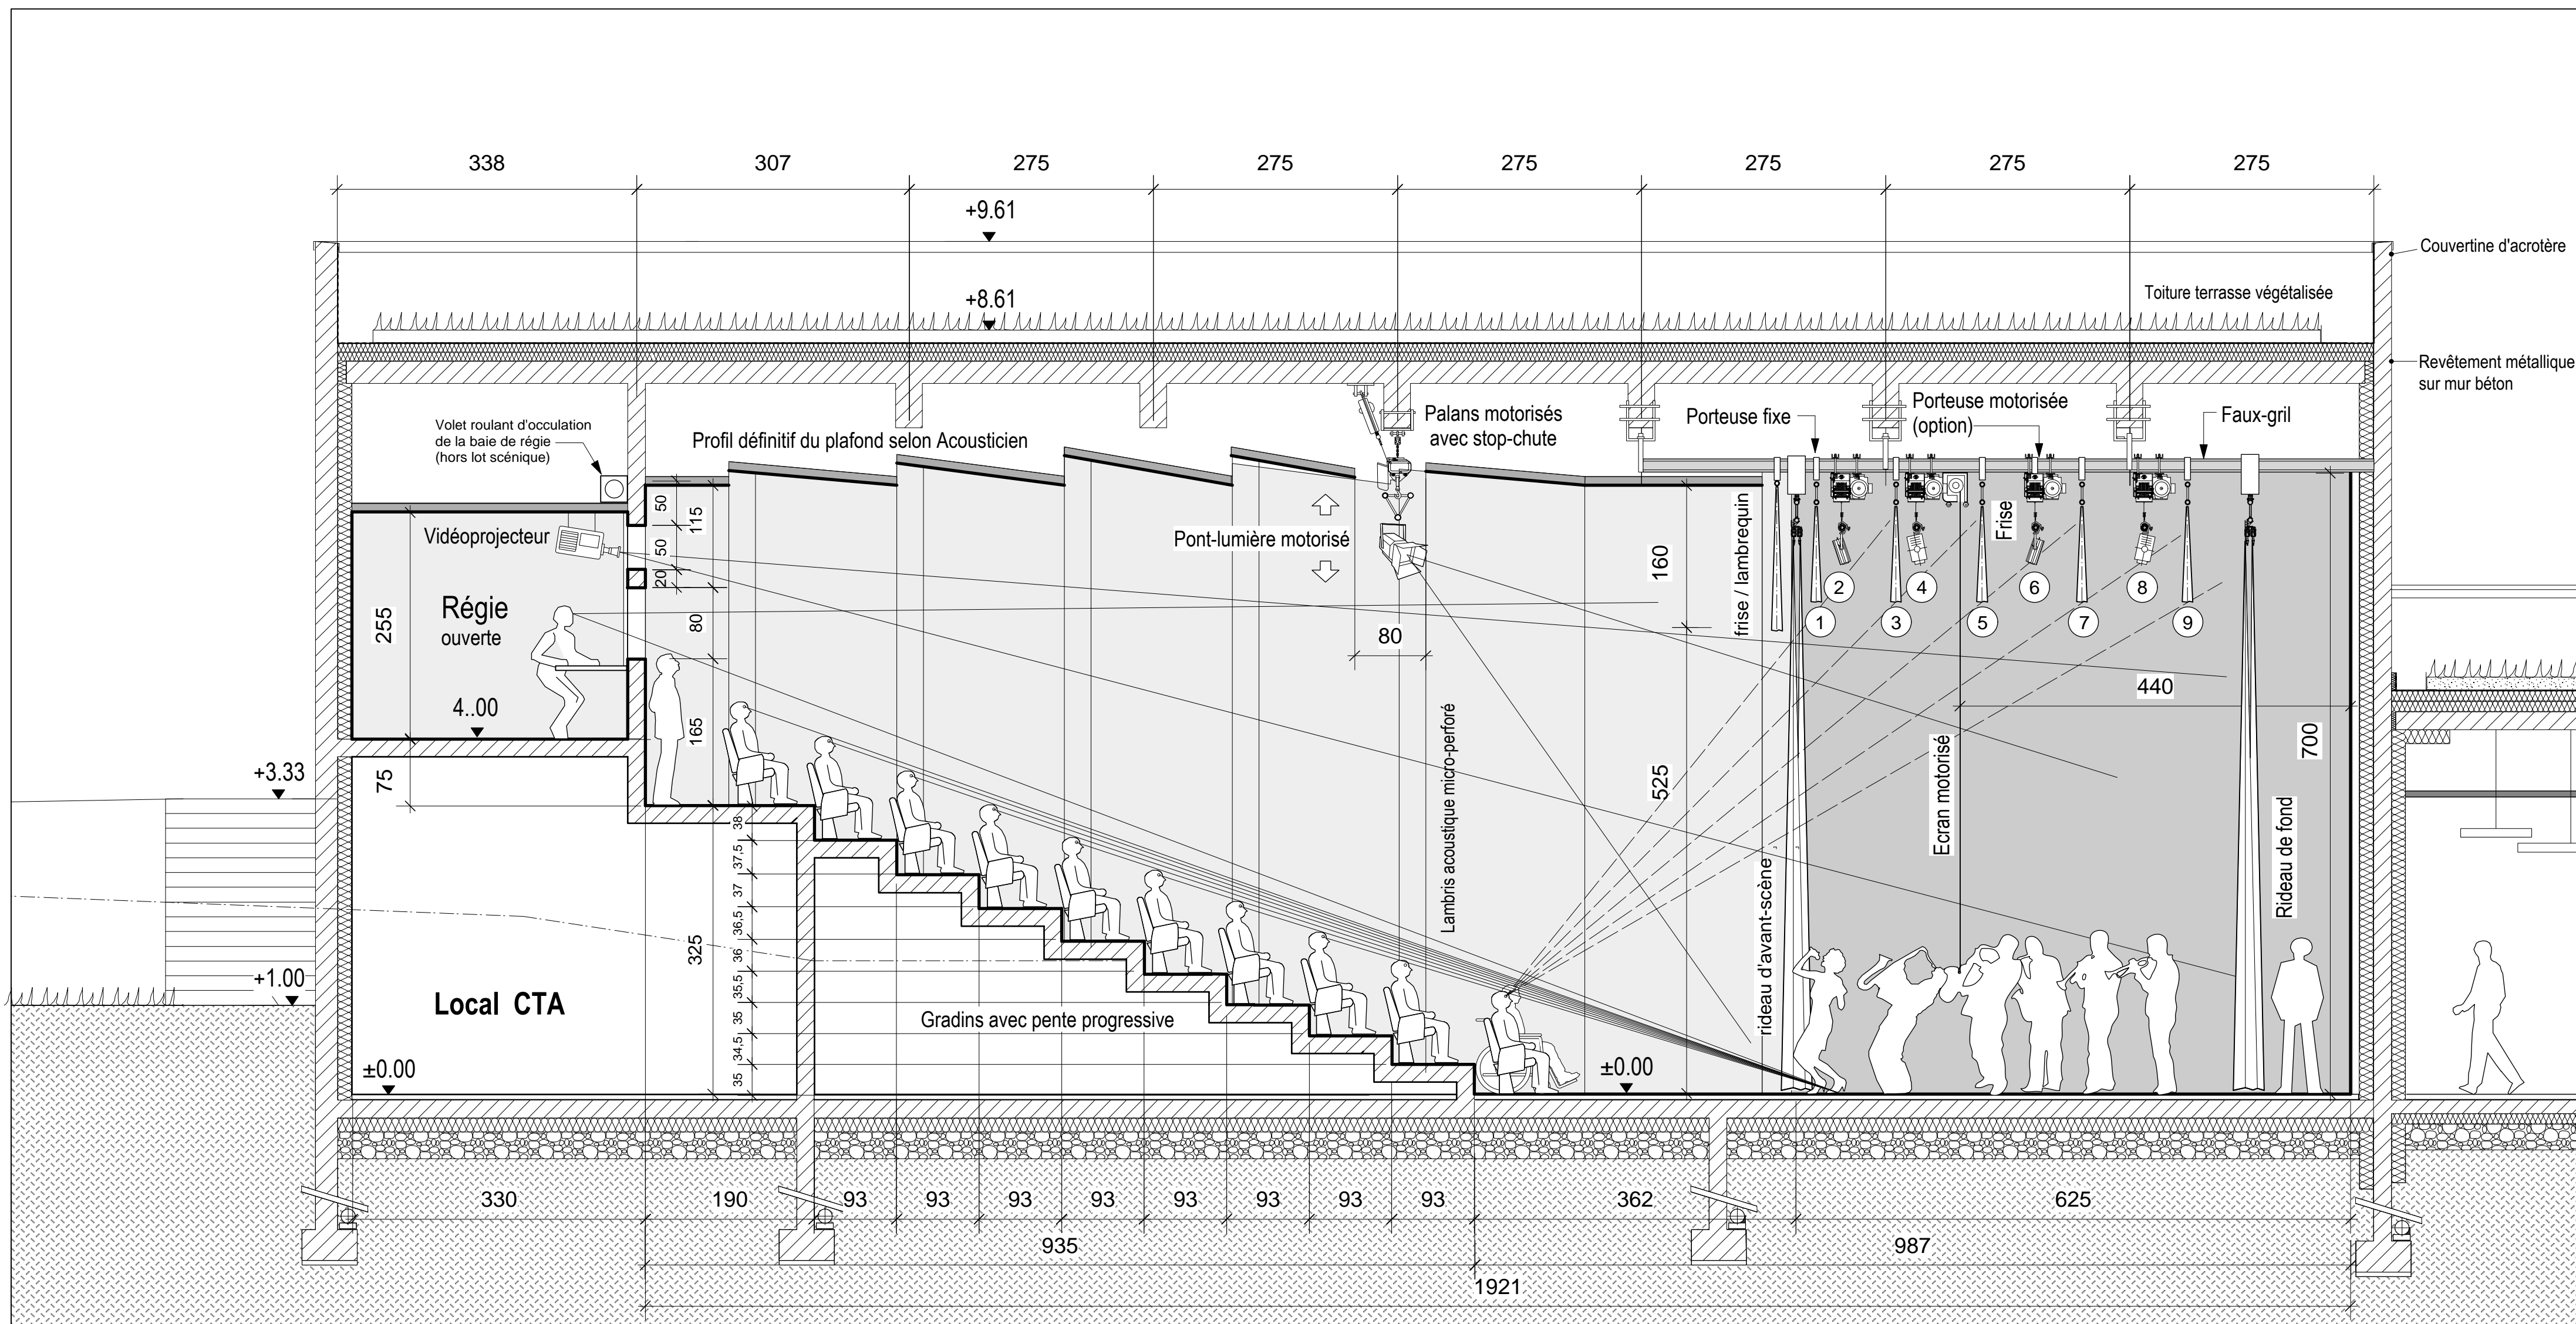 338
307
275
275
275
275
275
275
+9.61
+8.61
Couvertine d'acrotère
Toiture terrasse végétalisée
Revêtement métallique
sur mur béton
Volet roulant d'occulation
de la baie de régie
(hors lot scénique)
Profil définitif du plafond selon Acousticien
Palans motorisés
avec stop-chute
Porteuse fixe
Porteuse motorisée
(option)
Faux-gril
Vidéoprojecteur
Régie
ouverte
255
4..00
75
50
115
50
20
80
165
Pont-lumière motorisé
80
160
525
frise / lambrequin
Frise
1
2
3
4
5
6
7
8
9
440
700
Lambris acoustique micro-perforé
rideau d'avant-scène
Ecran motorisé
Rideau de fond
+3.33
+1.00
Local CTA
±0.00
325
38
37,5
37
36,5
36
35,5
35
34,5
35
Gradins avec pente progressive
±0.00
330
190
93
93
93
93
93
93
93
93
362
625
935
987
1921